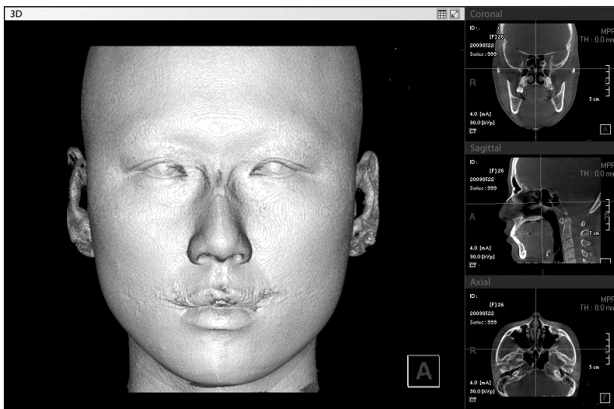 3D
A
Coronal
ID: .
[F] 26
20090522
Series: 999
MPR
TH : 0.0 mm
R
5 cm
4.0 [mA]
90.0 [kVp]
CT
A
Sagittal
ID: .
[F] 26
20090522
Series: 999
MPR
TH : 0.0 mm
A
P
5 cm
4.0 [mA]
90.0 [kVp]
CT
Axial
ID: .
[F] 26
20090522
Series: 999
MPR
TH : 0.0 mm
R
5 cm
4.0 [mA]
90.0 [kVp]
CT
F